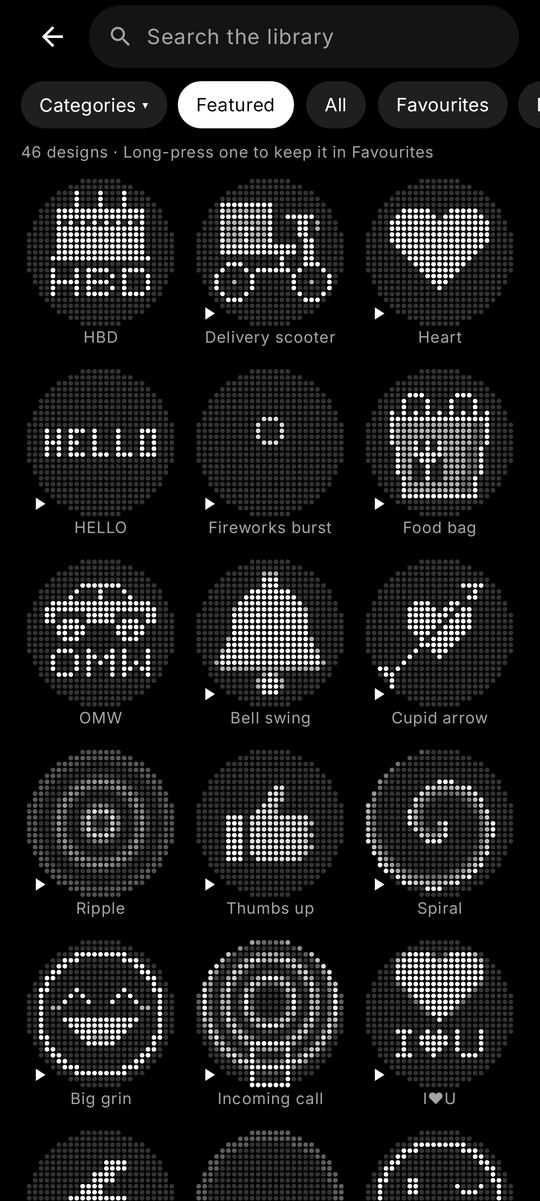 Search the library
Categories ▾ Featured All Favourites
46 designs · Long-press one to keep it in Favourites
HBD
HBD Delivery scooter Heart
HELLO
HELLO Fireworks burst Food bag
OMW
OMW Bell swing Cupid arrow
Ripple Thumbs up Spiral
I♥U
Big grin Incoming call I♥U